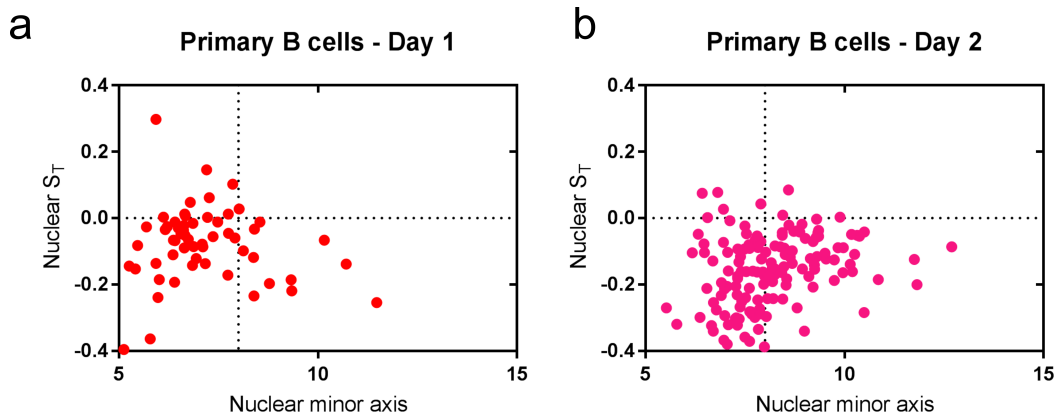 a
Primary B cells - Day 1
0.4
0.2
0.0
-0.2
-0.4
Nuclear S_T
5
10
15
Nuclear minor axis
b
Primary B cells - Day 2
0.4
0.2
0.0
-0.2
-0.4
Nuclear S_T
5
10
15
Nuclear minor axis